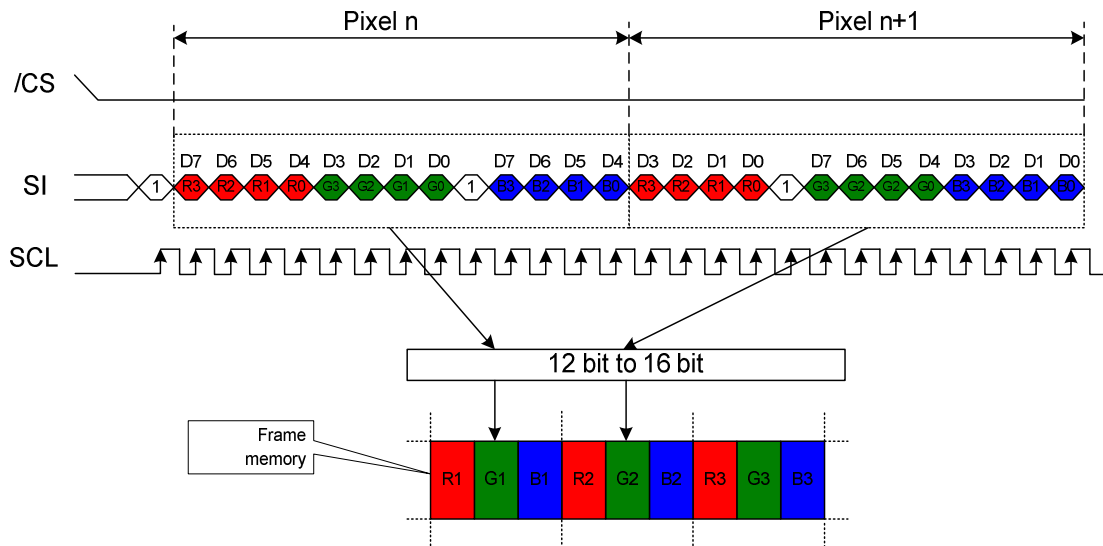 Pixel n Pixel n+1
/CS
D7 D6 D5 D4 D3 D2 D1 D0 D7 D6 D5 D4 D3 D2 D1 D0 D7 D6 D5 D4 D3 D2 D1 D0
SI 1 R3 R2 R1 R0 G3 G2 G1 G0 1 B3 B2 B1 B0 R3 R2 R1 R0 1 G3 G2 G2 G0 B3 B2 B1 B0
SCL
12 bit to 16 bit
Frame
memory
R1 G1 B1 R2 G2 B2 R3 G3 B3